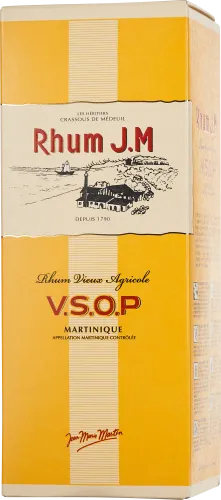 LES HÉRITIERS
CRASSOUS DE MÉDEUIL
Rhum J.M
DEPUIS 1790
Rhum Vieux Agricole
V.S.O.P
MARTINIQUE
APPELLATION MARTINIQUE CONTRÔLÉE
Jean Marie Martin